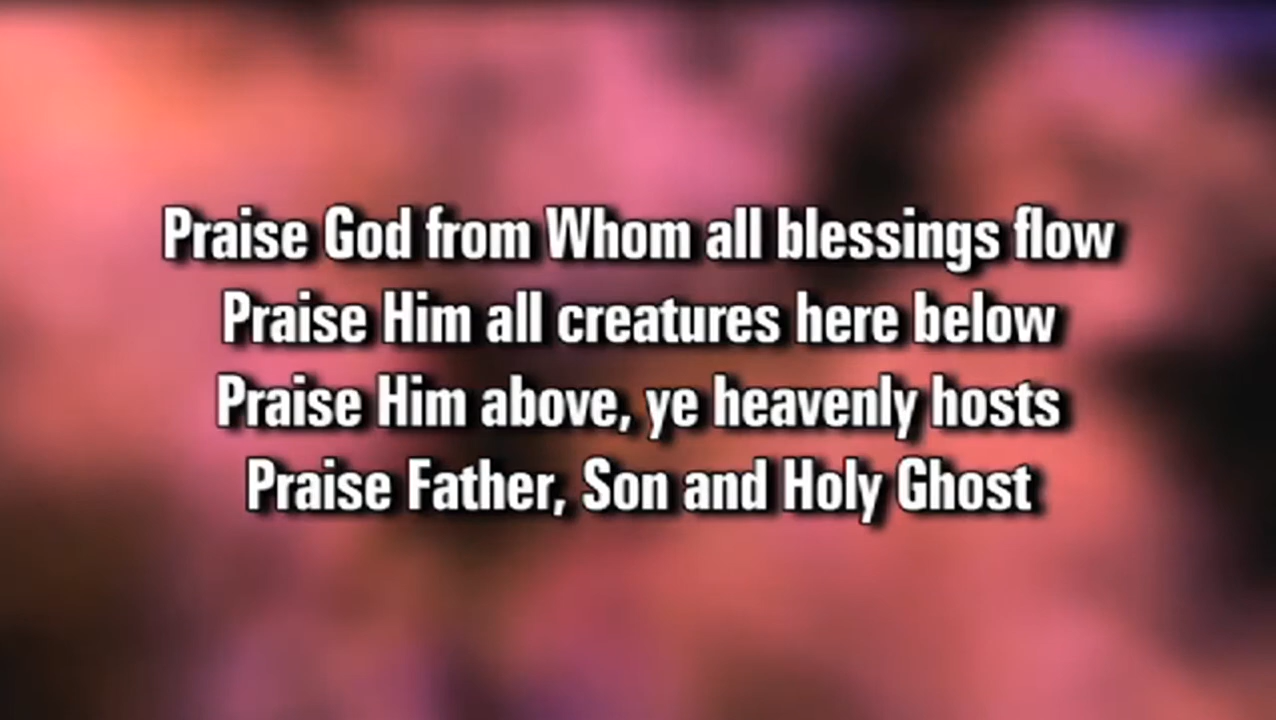 Praise God from Whom all blessings flow
Praise Him all creatures here below
Praise Him above, ye heavenly hosts
Praise Father, Son and Holy Ghost